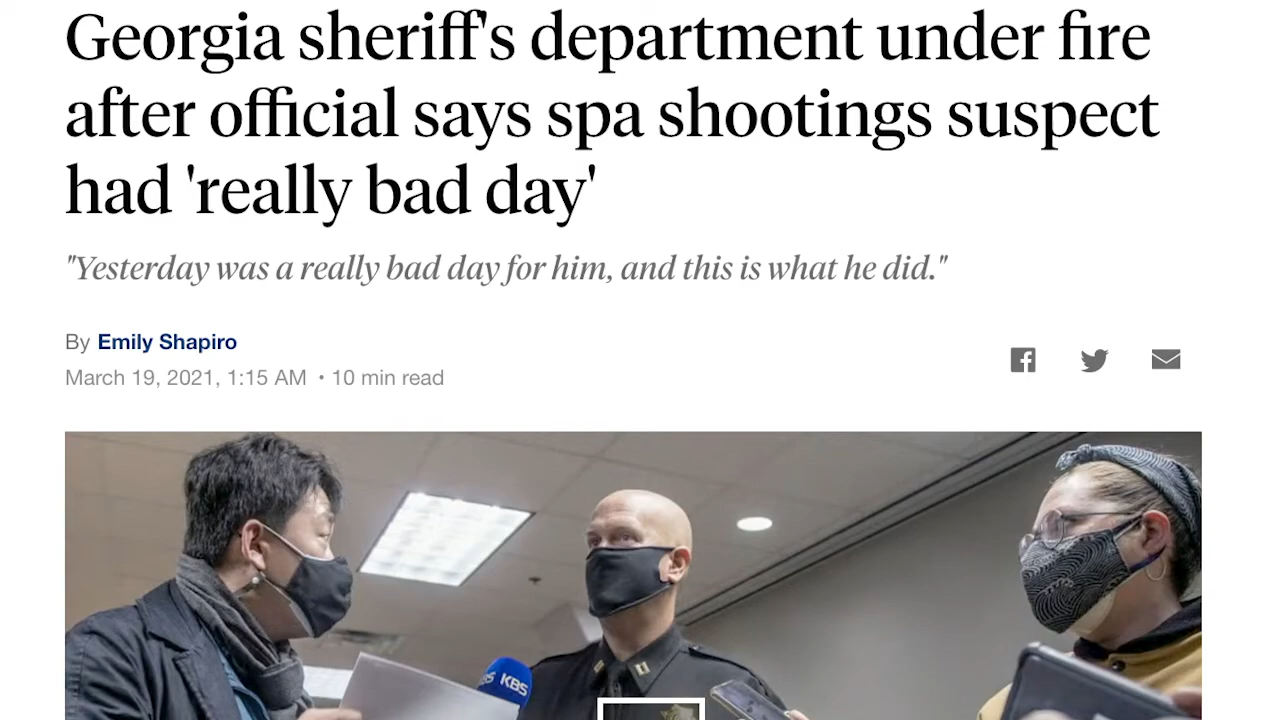 Georgia sheriff's department under fire
after official says spa shootings suspect
had 'really bad day'
"Yesterday was a really bad day for him, and this is what he did."
By Emily Shapiro
March 19, 2021, 1:15 AM • 10 min read
KBS